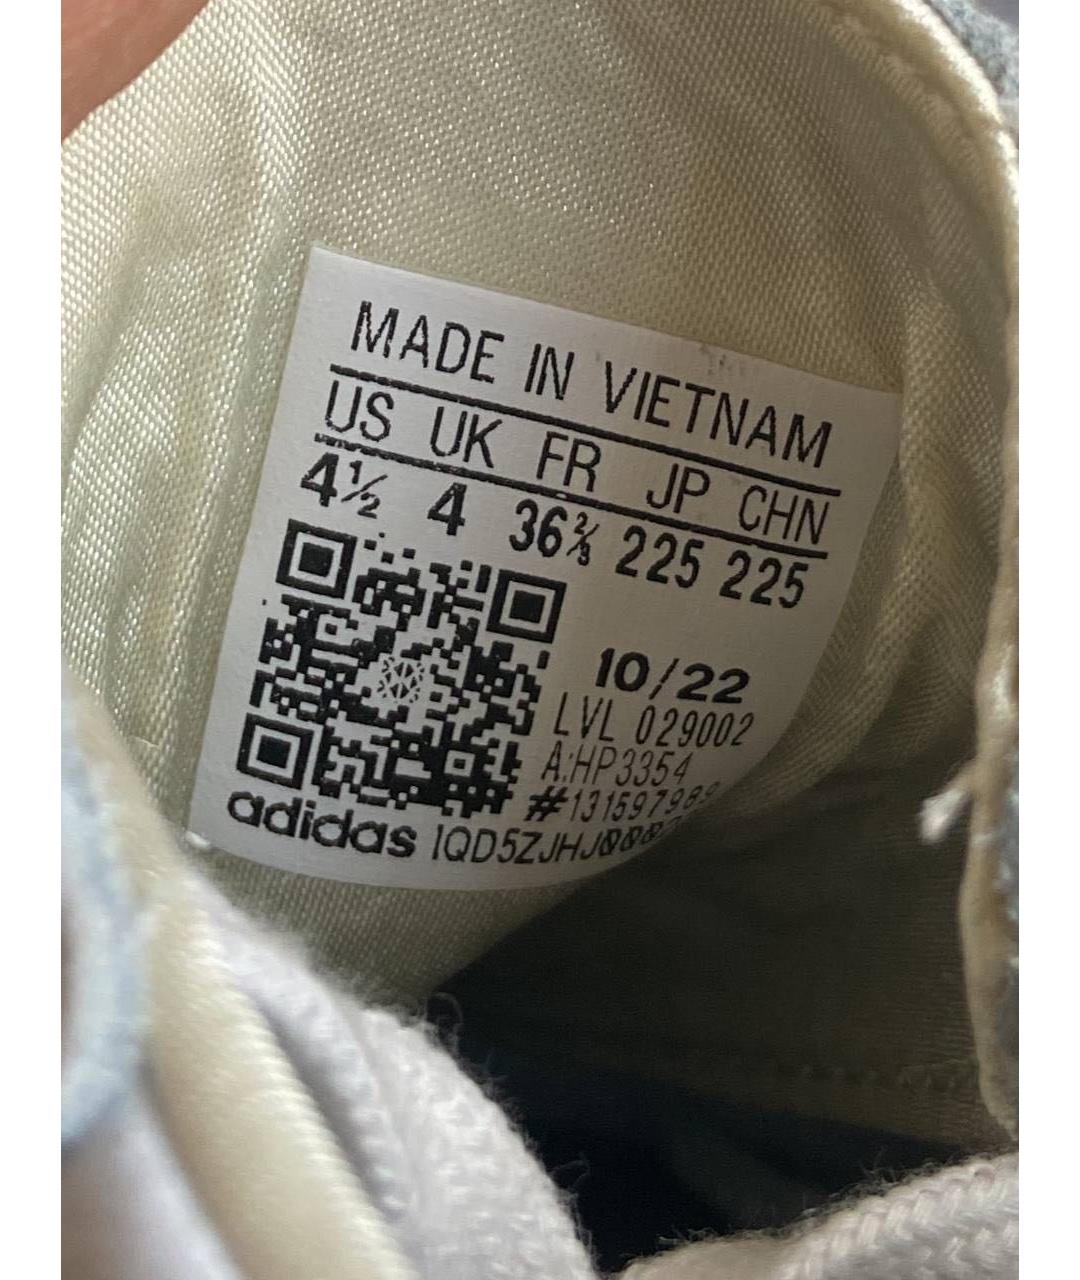 MADE IN VIETNAM
US UK FR JP CHN
4½ 4 36⅔ 225 225
10/22
LVL 029002
A:HP3354
#131597989
adidas